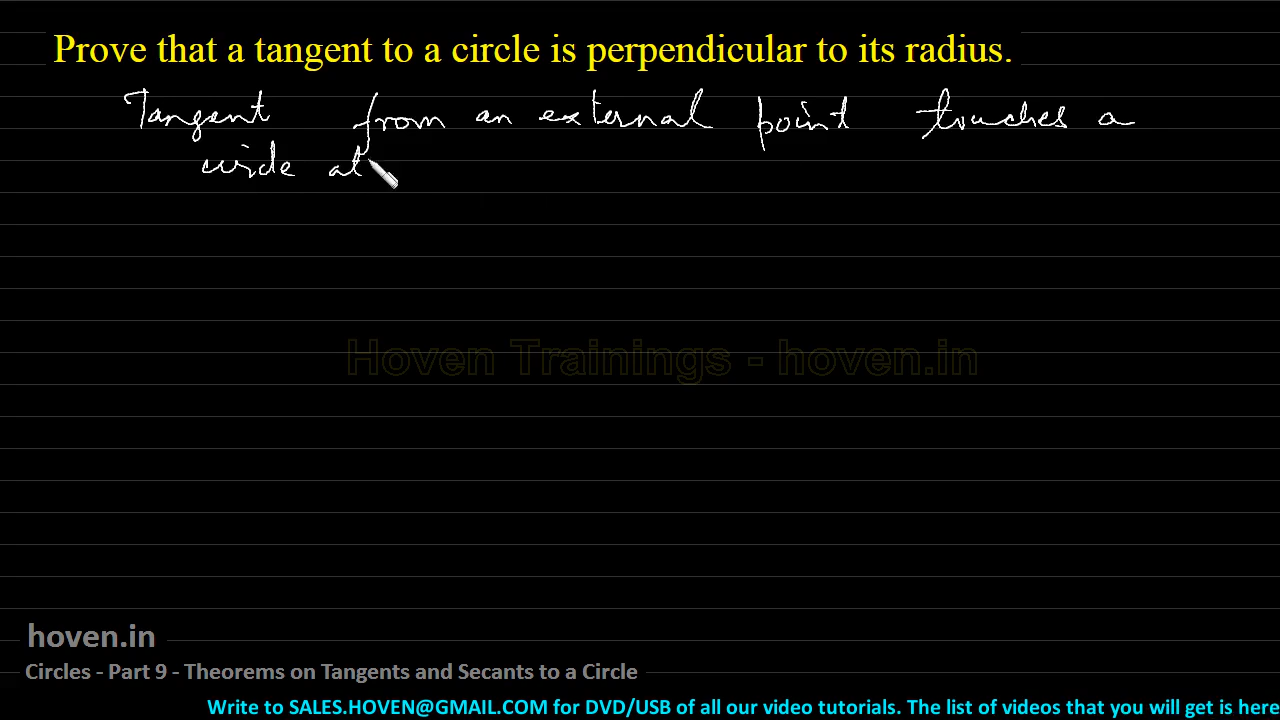 Prove that a tangent to a circle is perpendicular to its radius.
Tangent from an external point touches a
circle at
Hoven Trainings - hoven.in
hoven.in
Circles - Part 9 - Theorems on Tangents and Secants to a Circle
Write to SALES.HOVEN@GMAIL.COM for DVD/USB of all our video tutorials. The list of videos that you will get is here